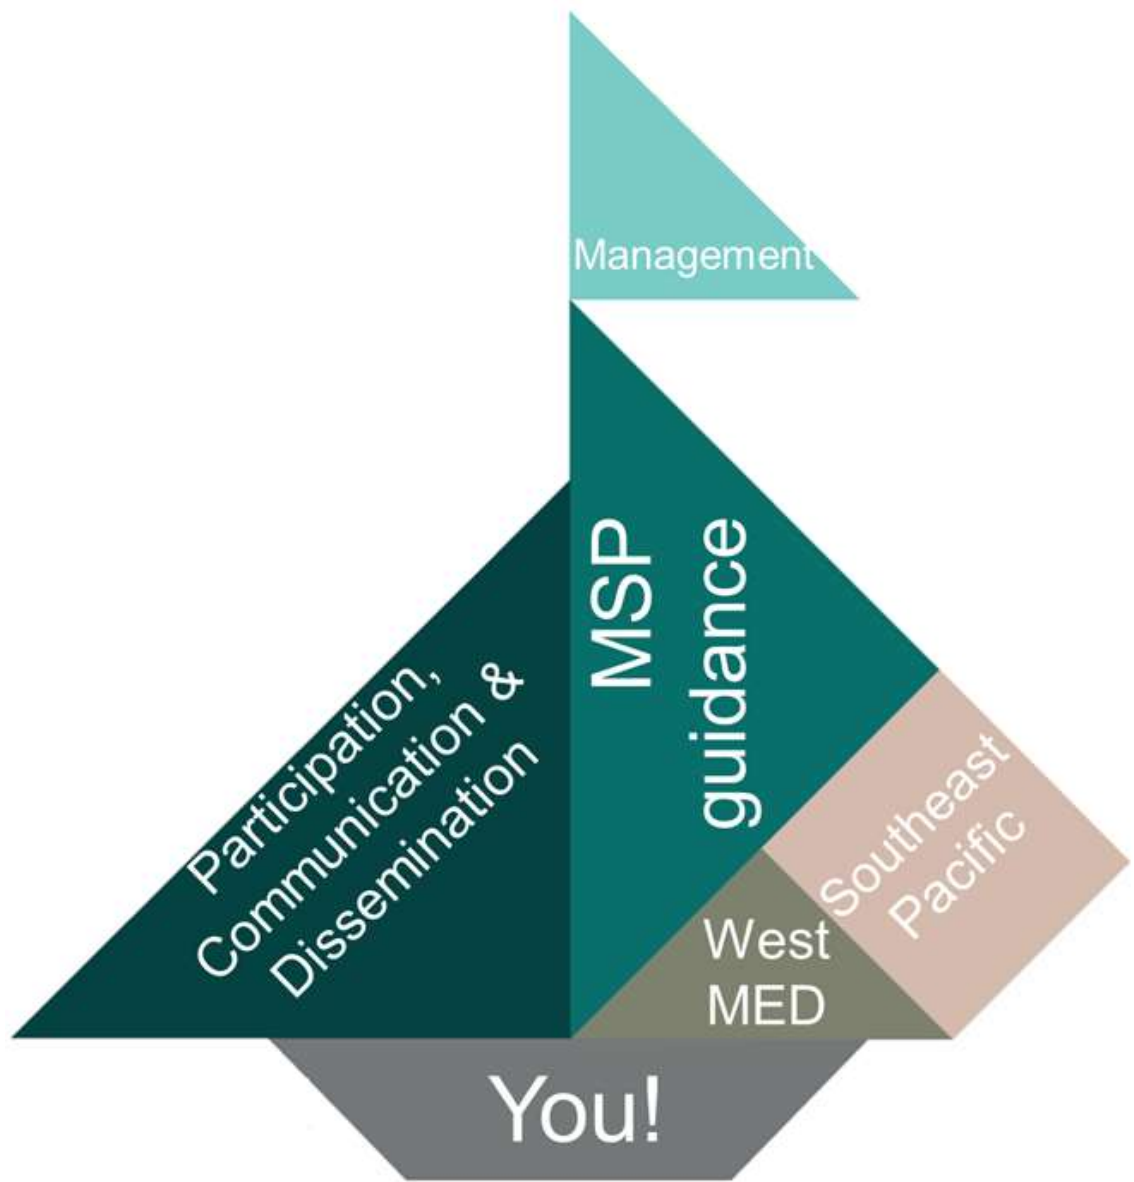 Management
MSP
guidance
Participation,
Communication &
Dissemination
Southeast
Pacific
West
MED
You!